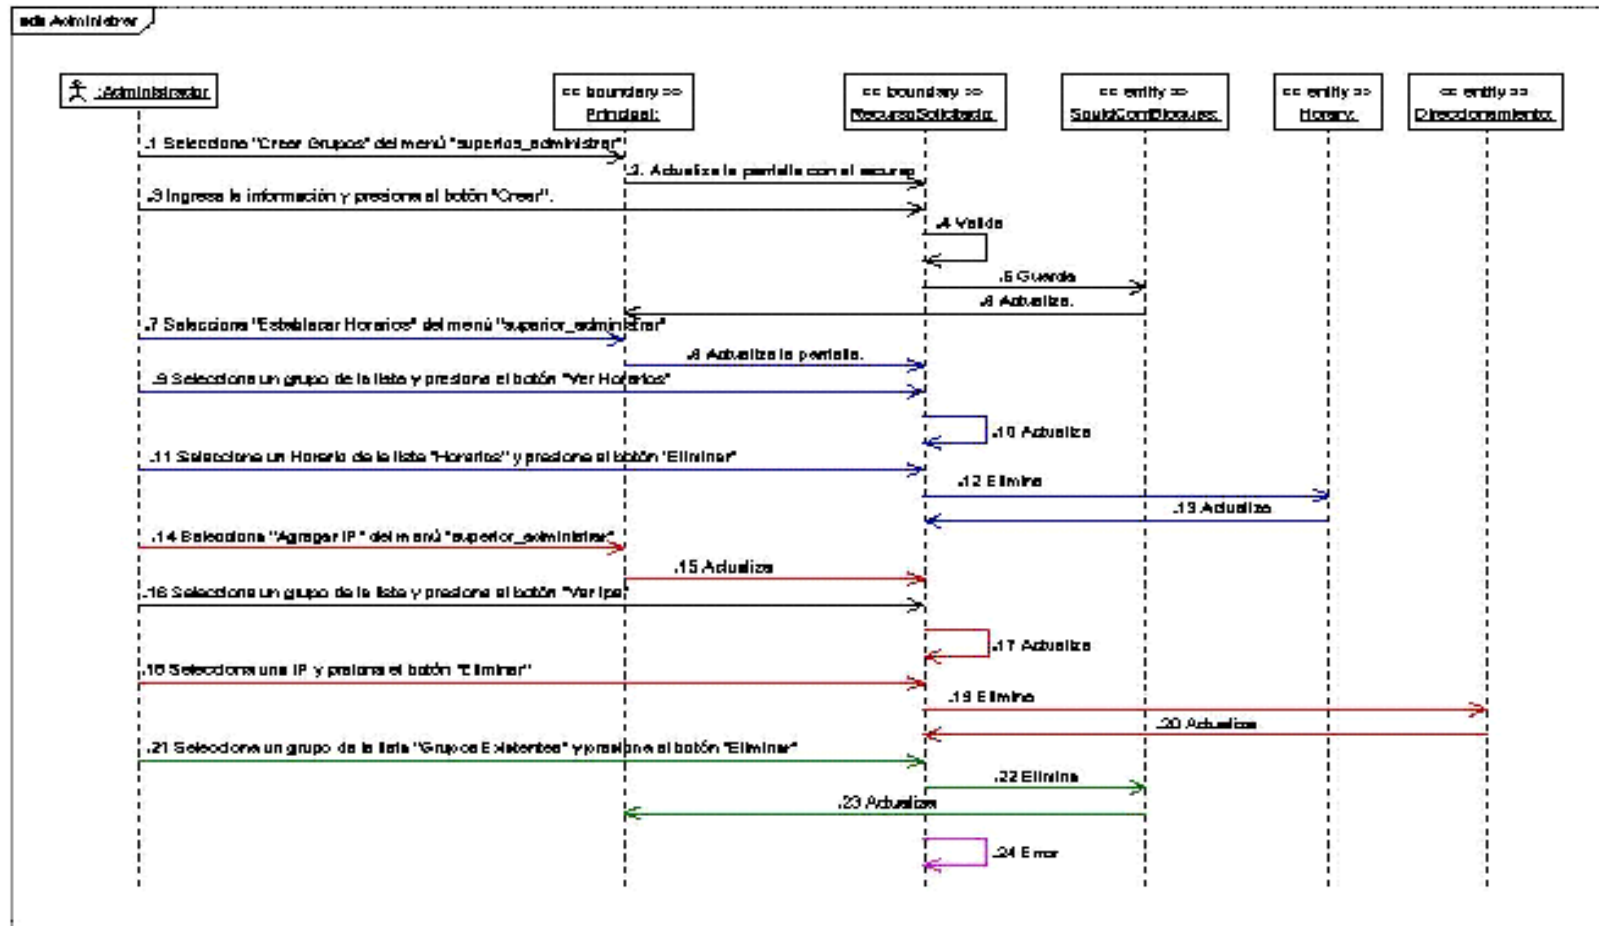 sds Administrar
:Administrador
<< boundary >>
Principal:
<< boundary >>
RecursoSolicitado:
<< entity >>
SquidComBloques:
<< entity >>
Horary:
<< entity >>
Direccionamiento:
.1 Selecciona "Crear Grupos" del menú "superios_administrar"
.2. Actualiza la pantalla con el recurso
.3 Ingresa la información y presiona el botón "Crear".
.4 Valida
.5 Guarda
.6 Actualiza.
.7 Selecciona "Establecer Horarios" del menú "superior_administrar"
.8 Actualiza la pantalla.
.9 Selecciona un grupo de la lista y presiona el botón "Ver Horarios"
.10 Actualiza
.11 Selecciona un Horario de la lista "Horarios" y presiona el botón "Eliminar"
.12 Elimina
.13 Actualiza
.14 Selecciona "Agregar IP" del menú "superior_administrar"
.15 Actualiza
.16 Selecciona un grupo de la lista y presiona el botón "Ver Ips"
.17 Actualiza
.18 Selecciona una IP y presiona el botón "Eliminar"
.19 Elimina
.20 Actualiza
.21 Selecciona un grupo de la lista "Grupos Existentes" y presiona el botón "Eliminar"
.22 Elimina
.23 Actualiza
.24 Error